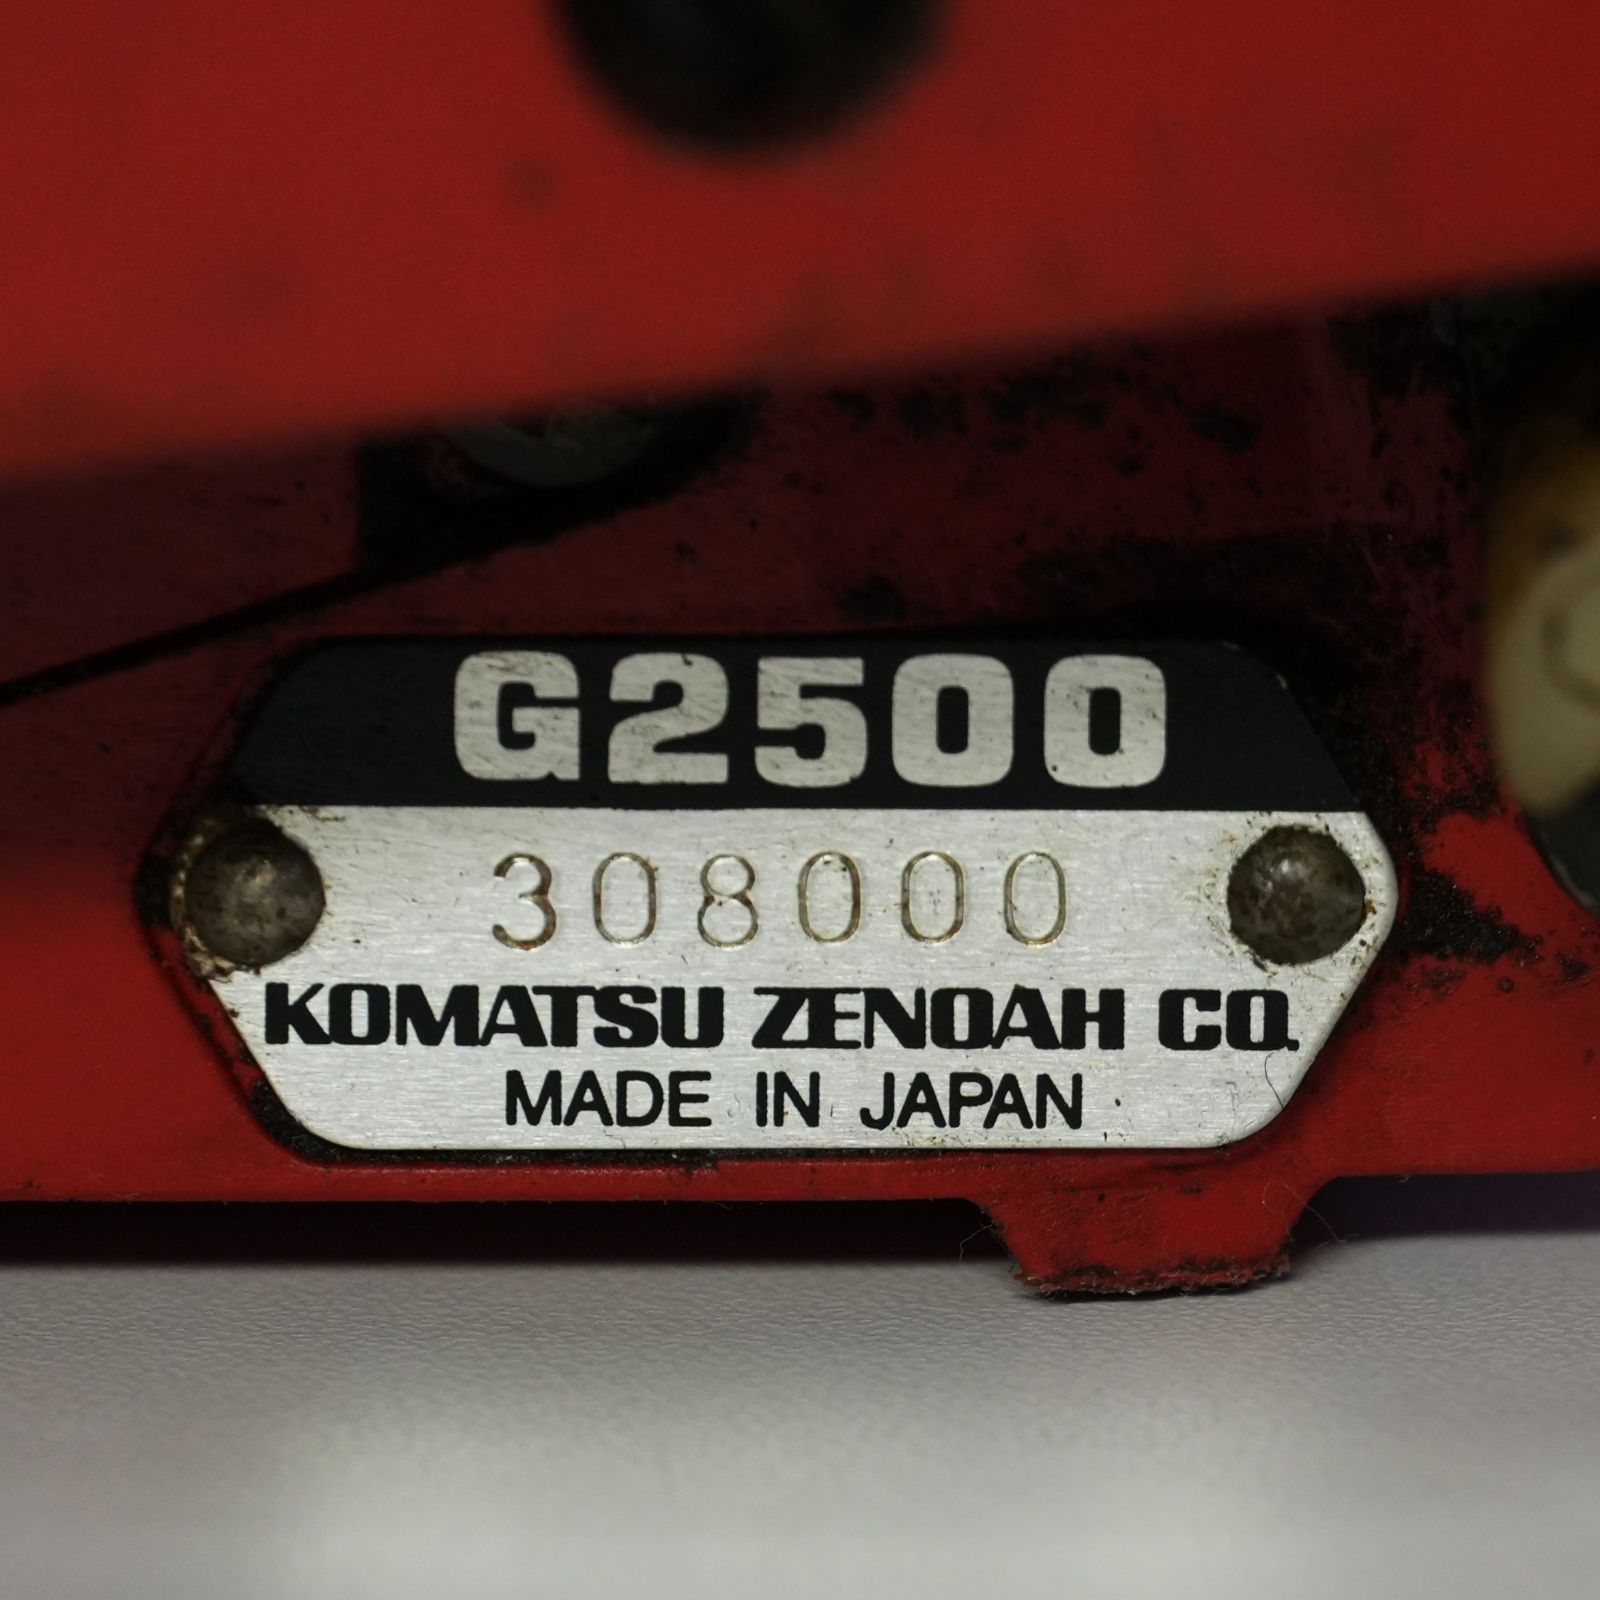 G2500
308000
KOMATSU ZENOAH CO.
MADE IN JAPAN